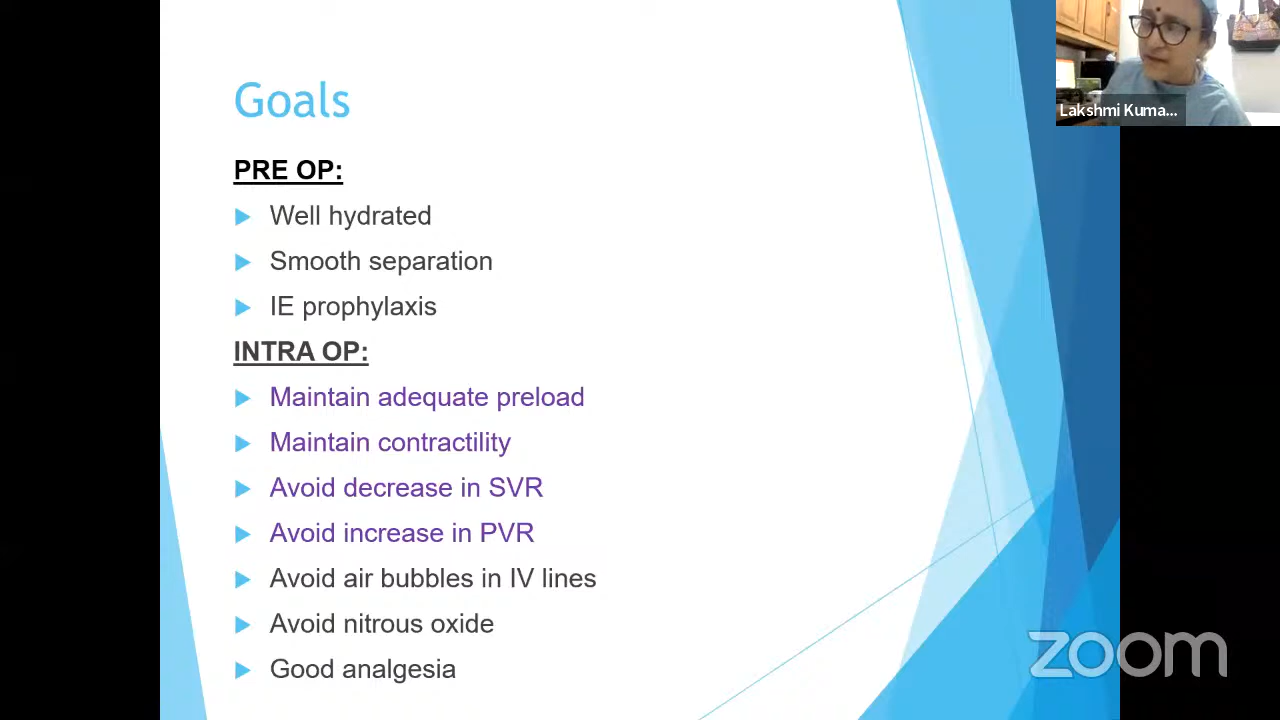 Lakshmi Kuma...
Goals
PRE OP:
Well hydrated
Smooth separation
IE prophylaxis
INTRA OP:
Maintain adequate preload
Maintain contractility
Avoid decrease in SVR
Avoid increase in PVR
Avoid air bubbles in IV lines
Avoid nitrous oxide
Good analgesia
zoom